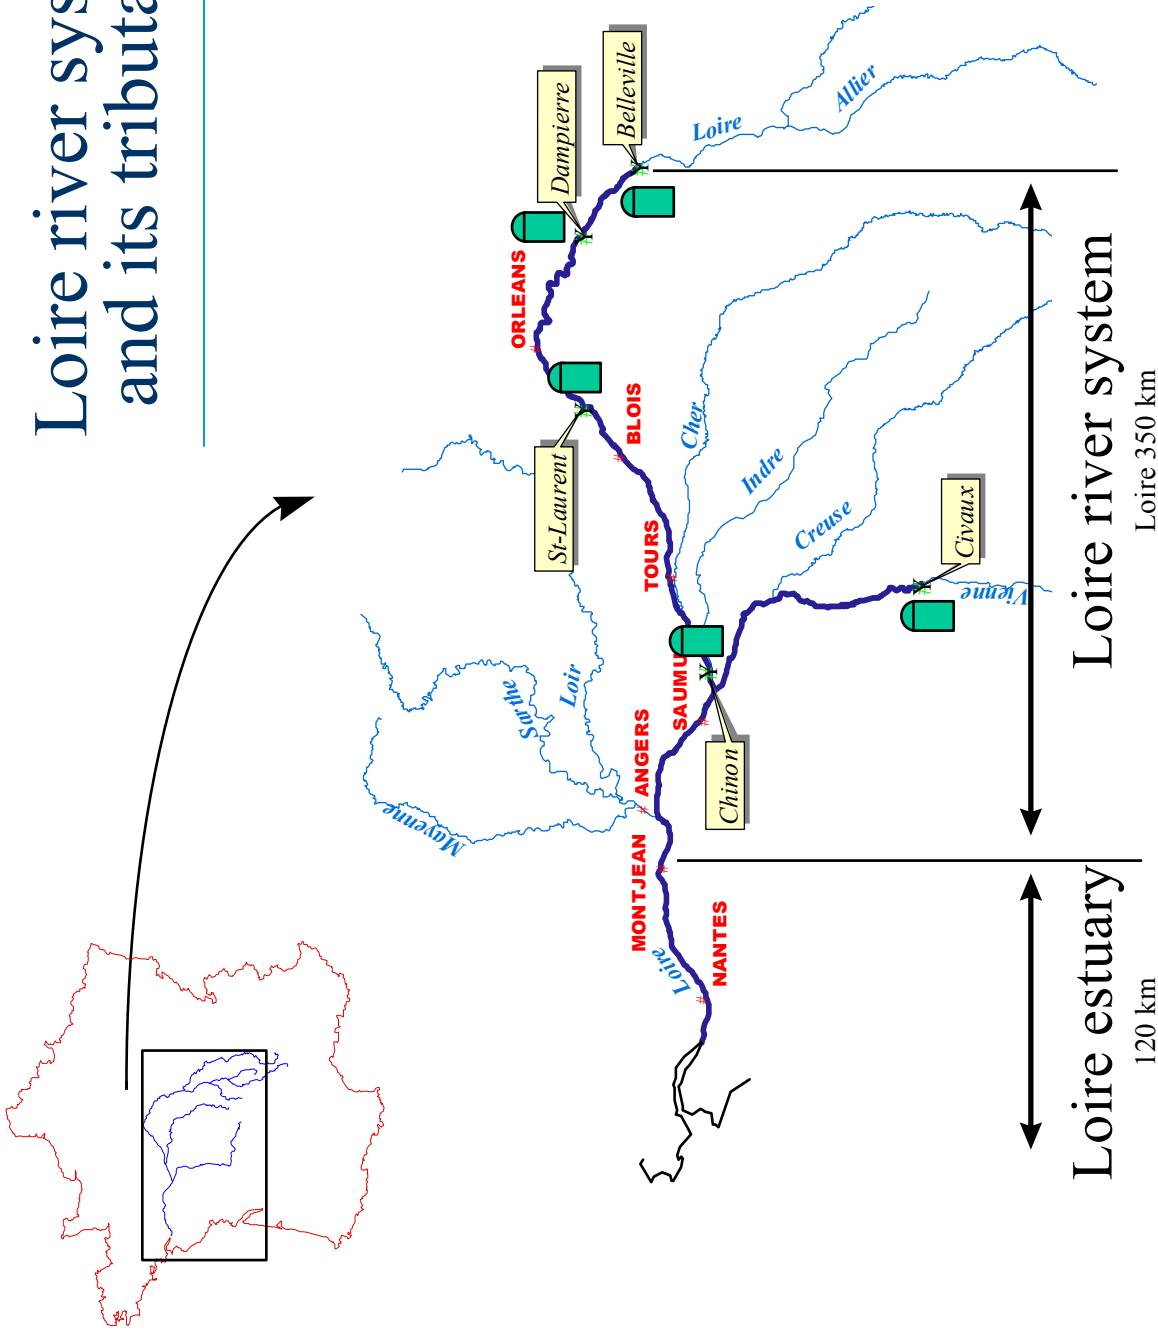 Loire river sys
and its tributa
Belleville
Dampierre
Loire
Allier
ORLEANS
St-Laurent
BLOIS
Cher
Indre
Creuse
TOURS
Civaux
Vienne
Sarthe
Loir
Mayenne
SAUMU
ANGERS
Chinon
MONTJEAN
Loire
NANTES
Loire river system
Loire 350 km
Loire estuary
120 km